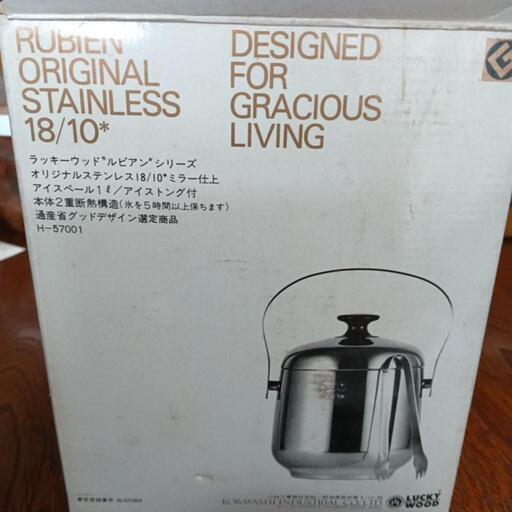 RUBIEN
ORIGINAL
STAINLESS
18/10*
DESIGNED
FOR
GRACIOUS
LIVING
G
ラッキーウッド"ルビアン"シリーズ
オリジナルステンレス18/10*ミラー仕上
アイスペール1ℓ/アイストング付
本体2重断熱構造(氷を5時間以上保ちます)
通産省グッドデザイン選定商品
H-57001
KOBAYASHI INDUSTRIAL CO.,LTD.
LUCKY
WOOD